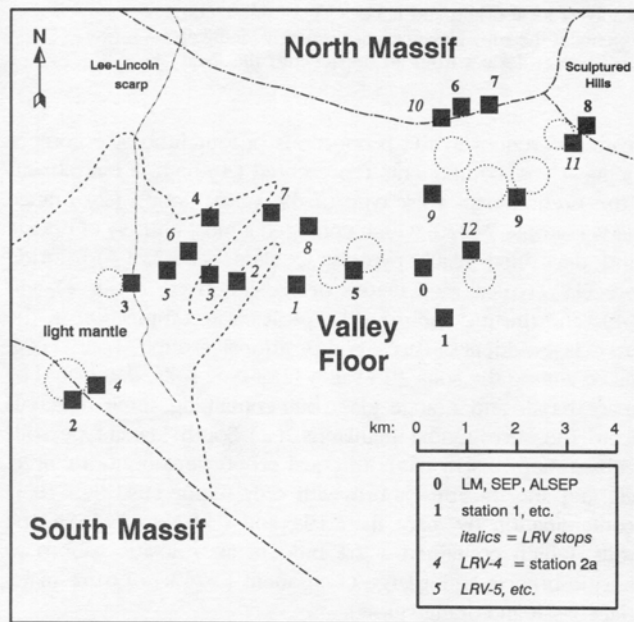 N
Lee-Lincoln
scarp
North Massif
Sculptured
Hills
6
7
10
8
11
4
7
9
9
6
8
12
3
5
3
2
1
5
0
1
light mantle
Valley
Floor
4
2
km:
0 1 2 3 4
South Massif
0 LM, SEP, ALSEP
1 station 1, etc.
italics = LRV stops
4 LRV-4 = station 2a
5 LRV-5, etc.